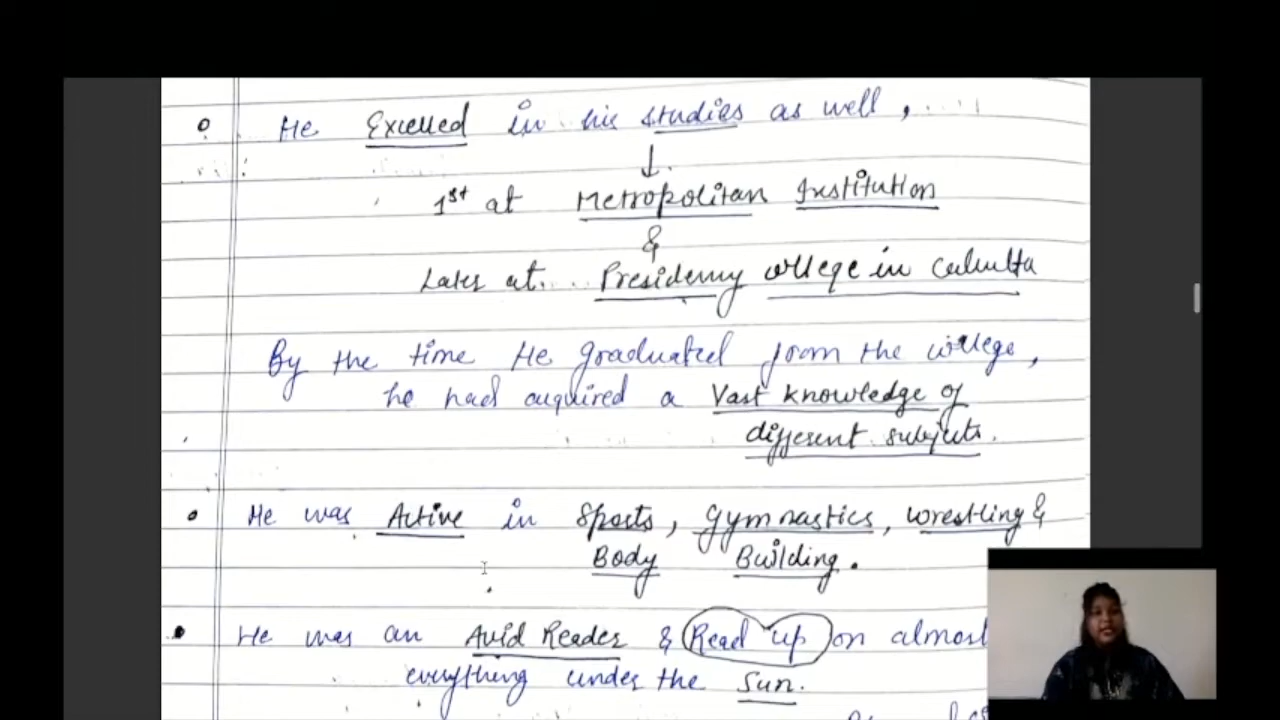 He Excelled in his studies as well,
↓
1st at Metropolitan Institution
&
Later at... Presidency college in Calcutta
By the time He graduated from the college,
he had acquired a Vast knowledge of
different subjects.
He was Active in Sports, Gymnastics, Wrestling &
Body Building.
He was an Avid Reader & Read up on almost
everything under the Sun.